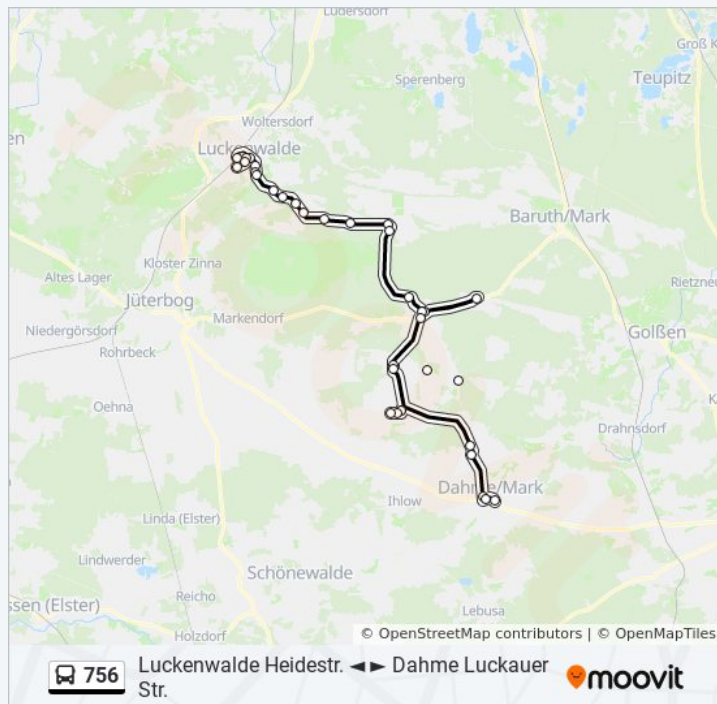 Ludersdorf
Groß K
Teupitz
Sperenberg
Woltersdorf
en
Luckenwalde
Baruth/Mark
Kloster Zinna
Altes Lager
Rietzne
Jüterbog
Markendorf
Niedergörsdorf
Golßen
Rohrbeck
Oehna
Ka
Drahnsdorf
Dahme/Mark
Ihlow
Linda (Elster)
Lindwerder
Schönewalde
Reicho
ssen (Elster)
Lebusa
Holzdorf
© OpenStreetMap contributors | © OpenMapTiles
756
Luckenwalde Heidestr. ◄ ► Dahme Luckauer
Str.
moovit